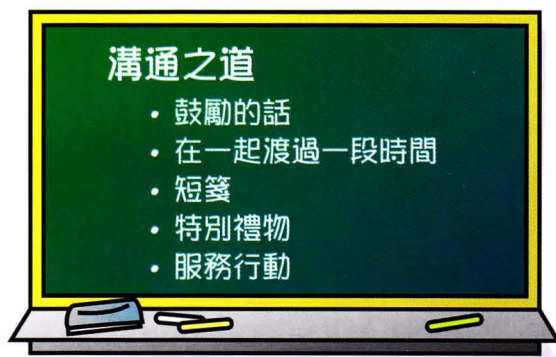 溝通之道
• 鼓勵的話
• 在一起渡過一段時間
• 短箋
• 特別禮物
• 服務行動